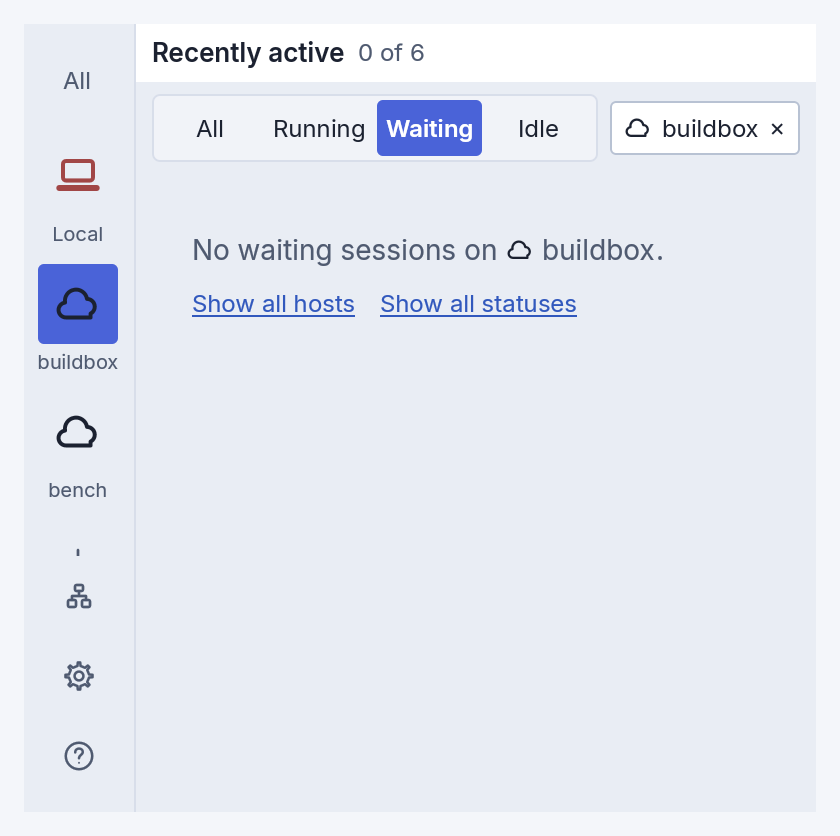 All
Local
buildbox
bench
Recently active 0 of 6
All Running Waiting Idle buildbox ×
No waiting sessions on buildbox.
Show all hosts Show all statuses